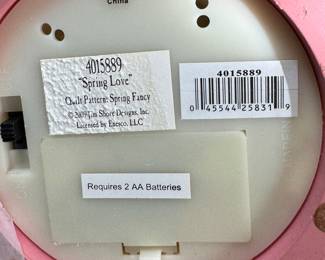 China
4015889
"Spring Love"
Quilt Pattern: Spring Fancy
© 2009 Jim Shore Designs, Inc.
Licensed by Enesco, LLC
4015889
0 45544 25831 9
Requires 2 AA Batteries